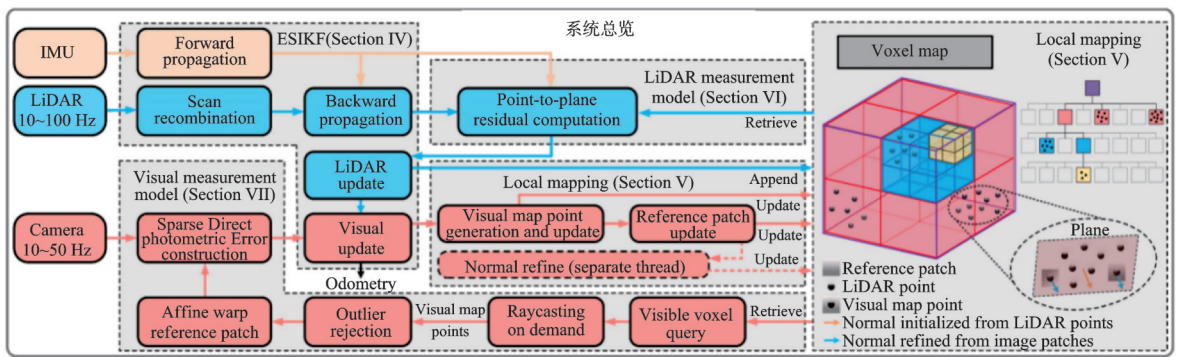 系统总览
IMU
Forward
propagation
ESIKF(Section IV)
LiDAR
10~100 Hz
Scan
recombination
Backward
propagation
Point-to-plane
residual computation
LiDAR measurement
model (Section VI)
Retrieve
LiDAR
update
Append
Visual measurement
model (Section VII)
Camera
10~50 Hz
Sparse Direct
photometric Error
construction
Visual
update
Odometry
Local mapping (Section V)
Visual map point
generation and update
Reference patch
update
Normal refine (separate thread)
Update
Update
Update
Affine warp
reference patch
Outlier
rejection
Visual map
points
Raycasting
on demand
Visible voxel
query
Retrieve
Voxel map
Local mapping
(Section V)
Plane
Reference patch
LiDAR point
Visual map point
Normal initialized from LiDAR points
Normal refined from image patches